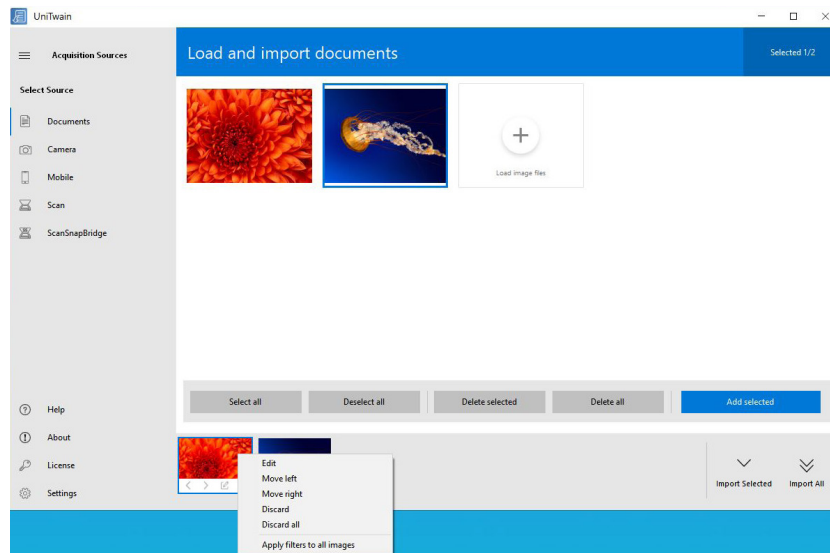 UniTwain
Acquisition Sources
Load and import documents
Selected 1/2
Select Source
Documents
Camera
Mobile
Scan
ScanSnapBridge
Load image files
Select all
Deselect all
Delete selected
Delete all
Add selected
Help
About
License
Settings
Edit
Move left
Move right
Discard
Discard all
Apply filters to all images
Import Selected
Import All